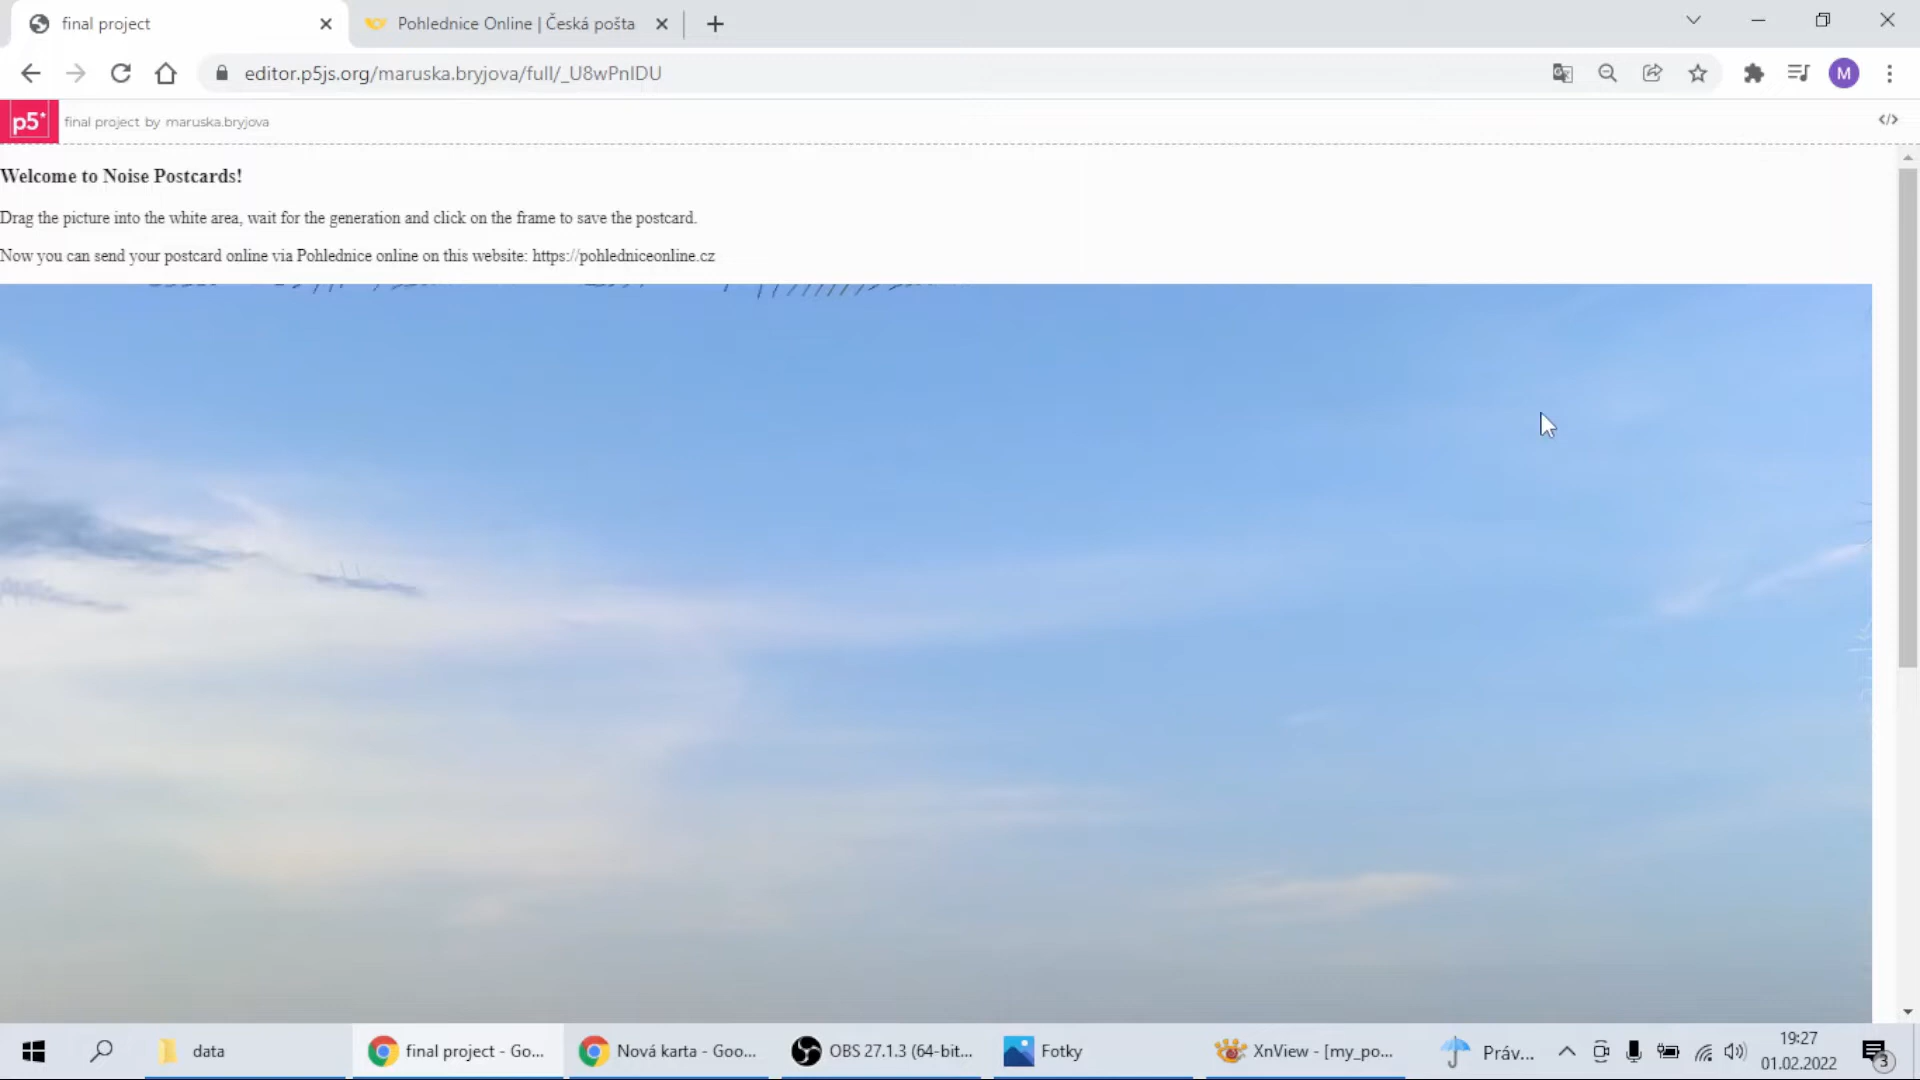 final project
Pohlednice Online | Česká pošta
editor.p5js.org/maruska.bryjova/full/_U8wPnIDU
M
p5*
final project by maruska.bryjova
</>
Welcome to Noise Postcards!
Drag the picture into the white area, wait for the generation and click on the frame to save the postcard.
Now you can send your postcard online via Pohlednice online on this website: https://pohledniceonline.cz
data
final project - Go...
Nová karta - Goo...
OBS 27.1.3 (64-bit...
Fotky
XnView - [my_po...
Práv...
19:27
01.02.2022
3